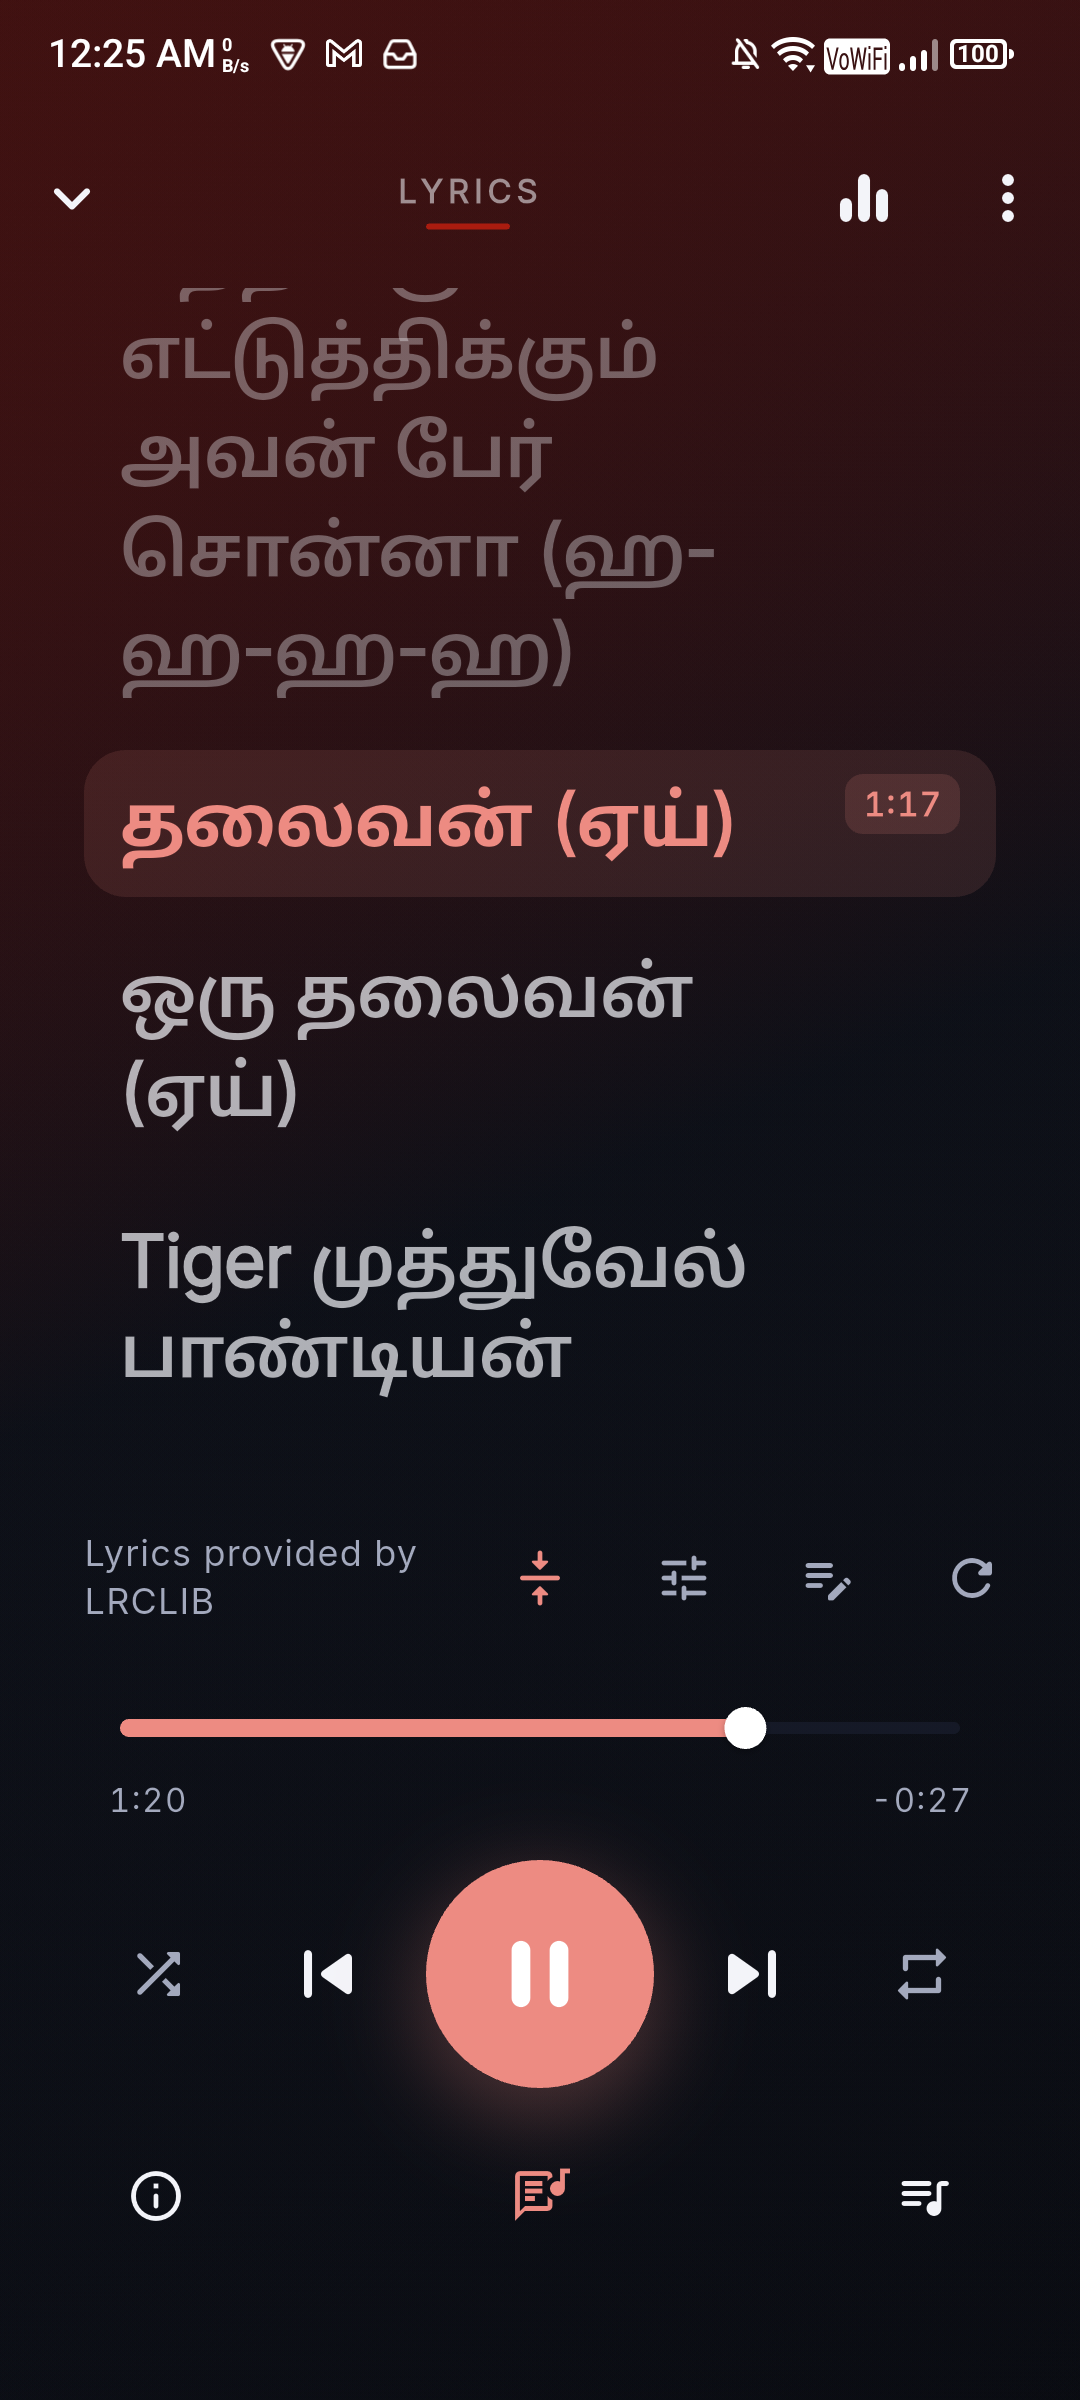 12:25 AM 0 B/s VoWiFi 100
LYRICS
எட்டுத்திக்கும்
அவன் பேர்
சொன்னா (ஹ-
ஹ-ஹ-ஹ)
தலைவன் (ஏய்) 1:17
ஒரு தலைவன்
(ஏய்)
Tiger முத்துவேல்
பாண்டியன்
Lyrics provided by
LRCLIB
1:20 -0:27